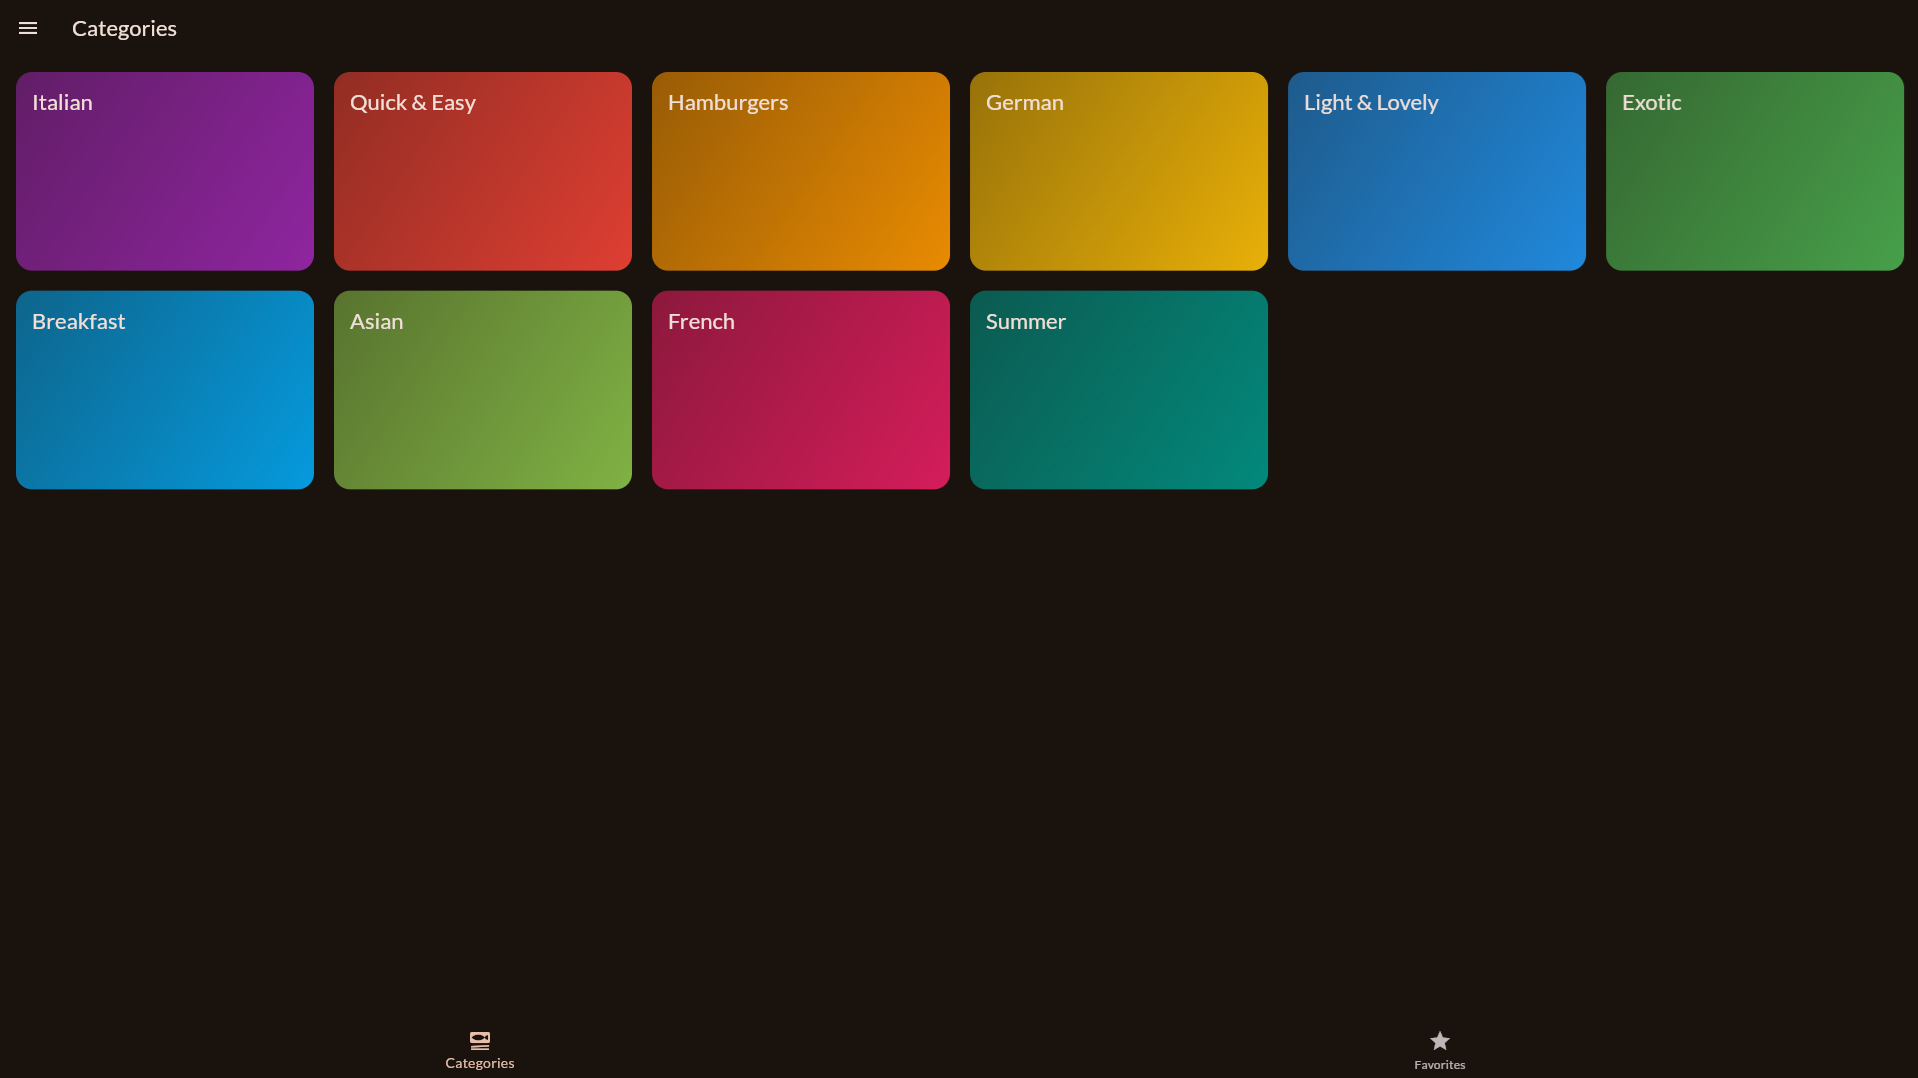 Categories
Italian
Quick & Easy
Hamburgers
German
Light & Lovely
Exotic
Breakfast
Asian
French
Summer
Categories
Favorites